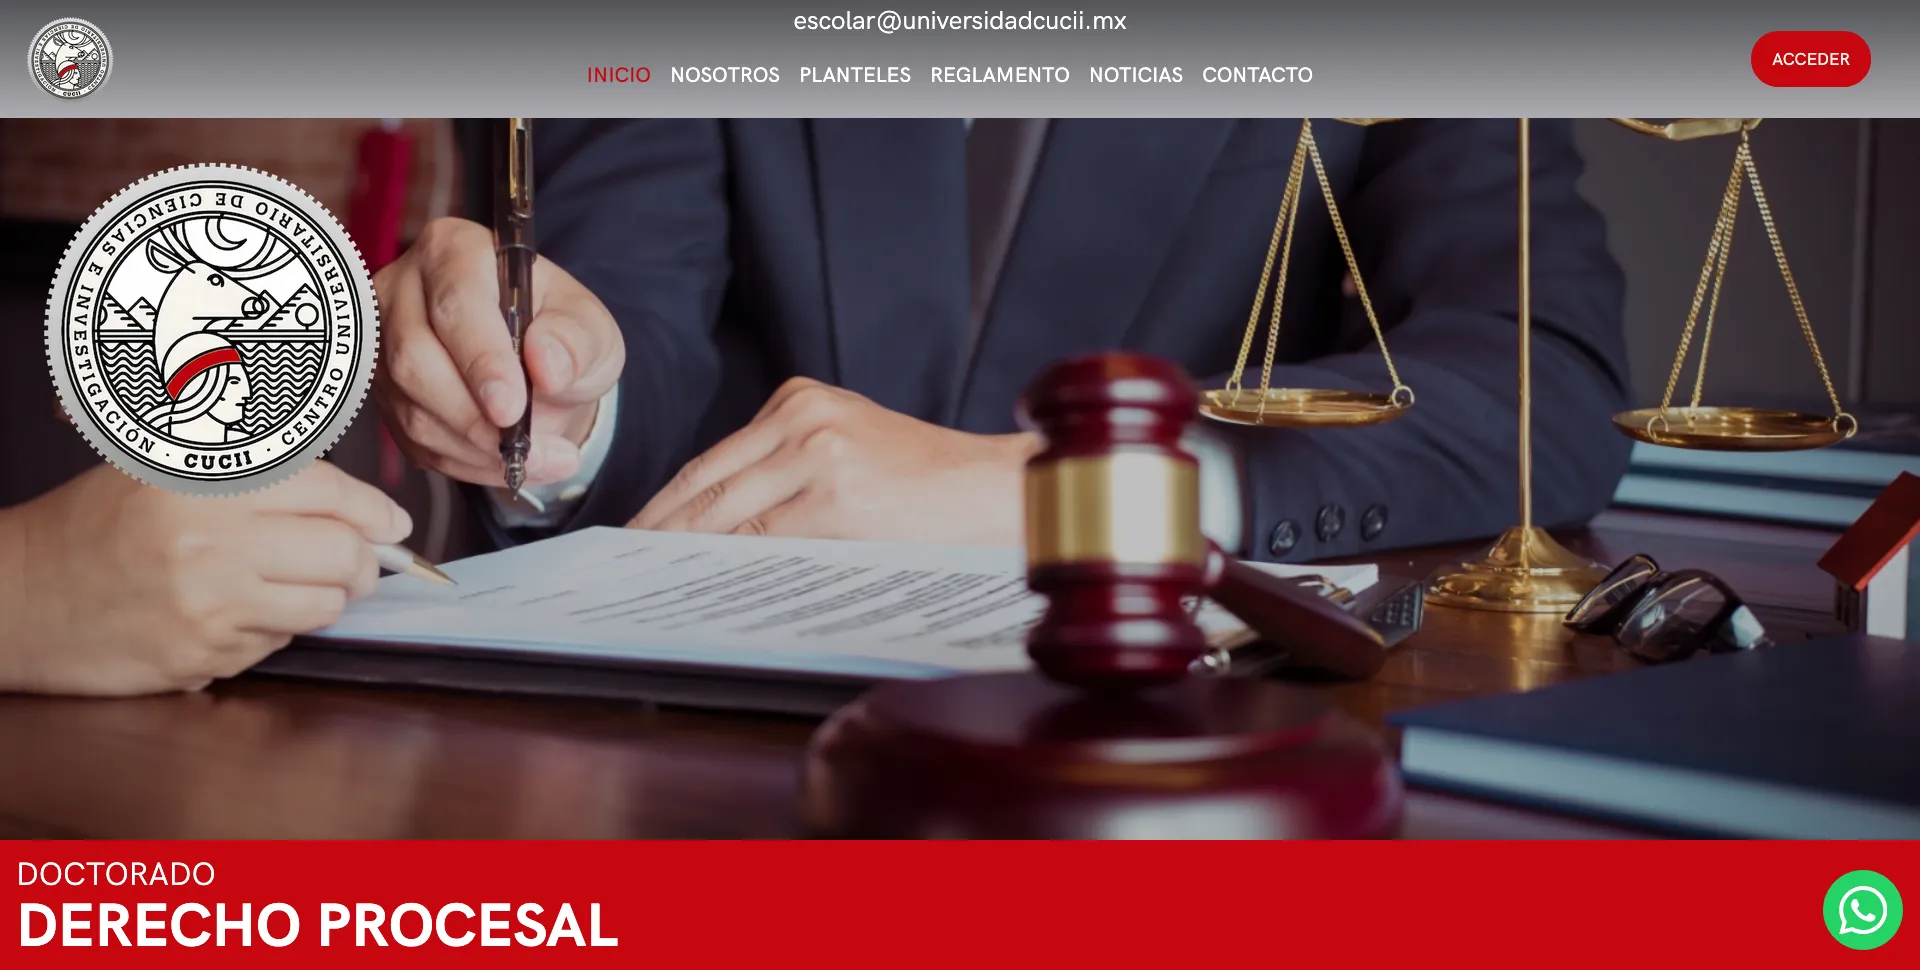 escolar@universidadcucii.mx
INICIO NOSOTROS PLANTELES REGLAMENTO NOTICIAS CONTACTO
ACCEDER
CENTRO UNIVERSITARIO DE CIENCIAS E INVESTIGACIÓN
· CUCII ·
DOCTORADO
DERECHO PROCESAL